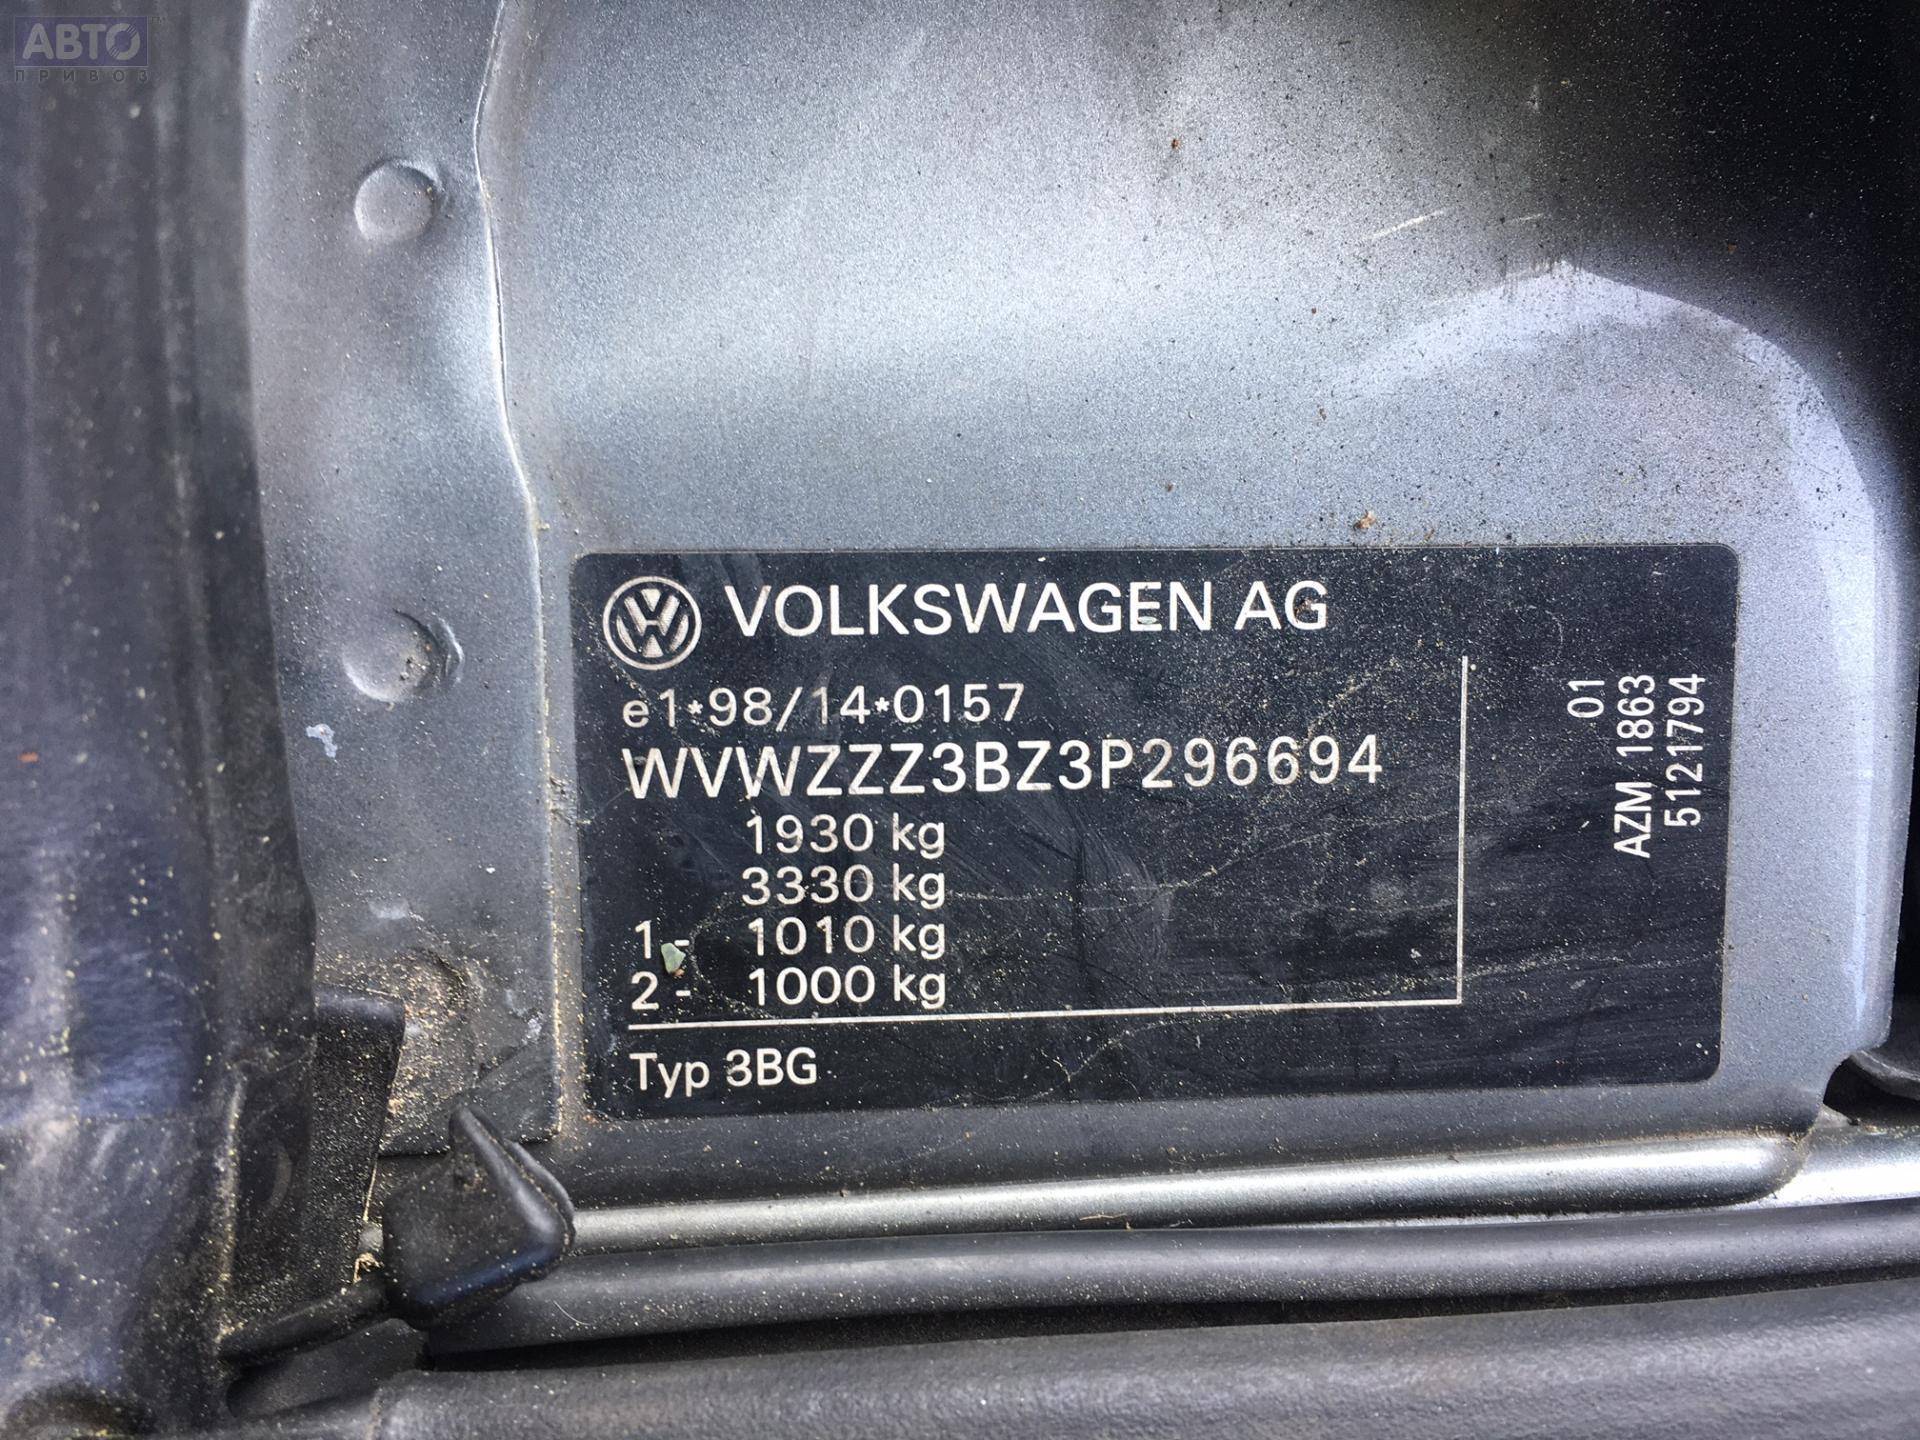 АВТО
ПРИВОЗ
VOLKSWAGEN AG
e1*98/14*0157
WVWZZZ3BZ3P296694
1930 kg
3330 kg
1- 1010 kg
2- 1000 kg
Typ 3BG
01
AZM 1863
5121794